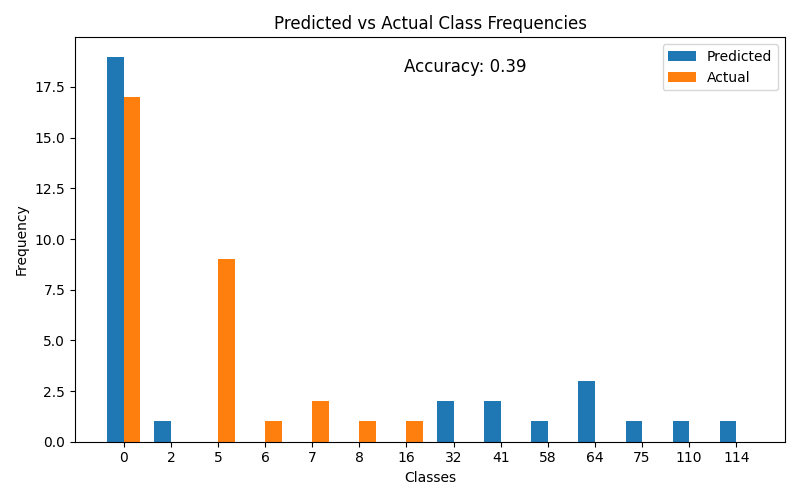 Predicted vs Actual Class Frequencies
Accuracy: 0.39
Predicted
Actual
17.5
15.0
12.5
10.0
7.5
5.0
2.5
0.0
Frequency
0 2 5 6 7 8 16 32 41 58 64 75 110 114
Classes